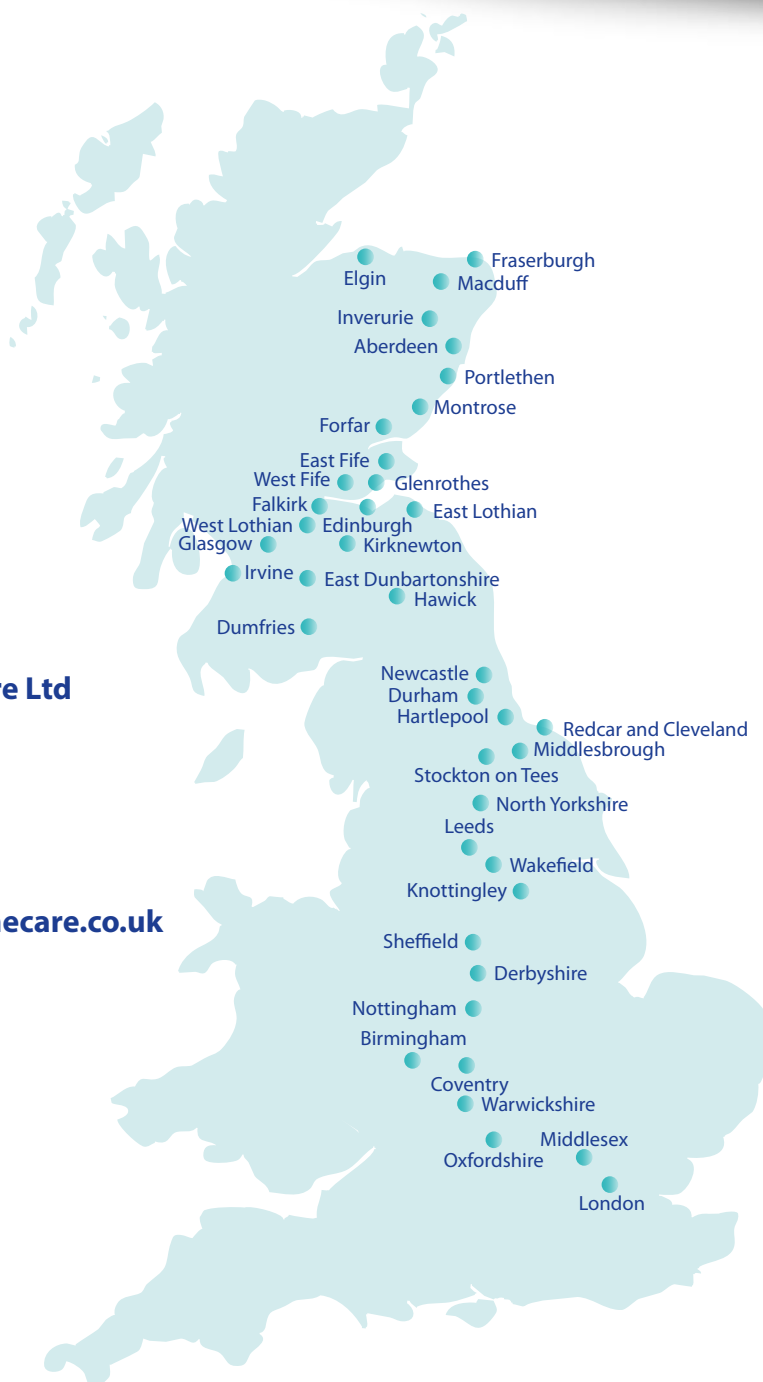 Elgin
Fraserburgh
Macduff
Inverurie
Aberdeen
Portlethen
Montrose
Forfar
East Fife
West Fife
Glenrothes
Falkirk
East Lothian
West Lothian
Edinburgh
Glasgow
Kirknewton
Irvine
East Dunbartonshire
Hawick
Dumfries
Newcastle
re Ltd
Durham
Hartlepool
Redcar and Cleveland
Middlesbrough
Stockton on Tees
North Yorkshire
Leeds
Wakefield
Knottingley
ecare.co.uk
Sheffield
Derbyshire
Nottingham
Birmingham
Coventry
Warwickshire
Middlesex
Oxfordshire
London